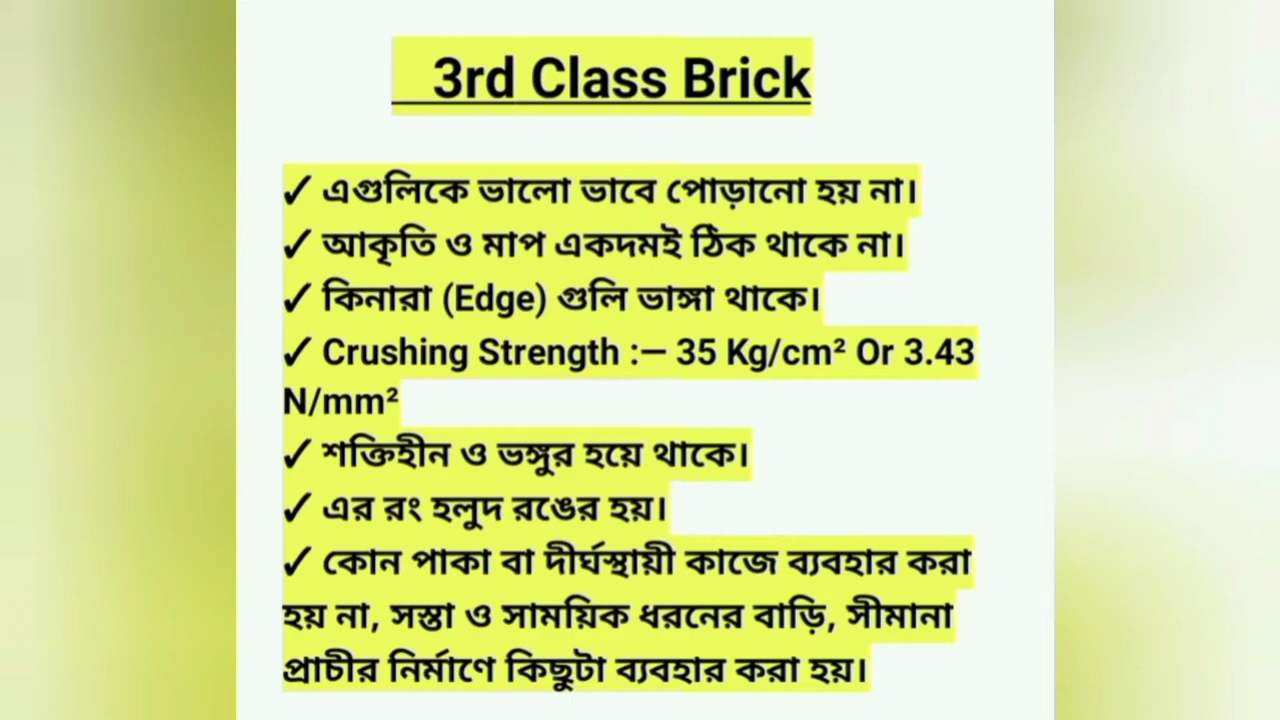 3rd Class Brick
✓ এগুলিকে ভালো ভাবে পোড়ানো হয় না।
✓ আকৃতি ও মাপ একদমই ঠিক থাকে না।
✓ কিনারা (Edge) গুলি ভাঙ্গা থাকে।
✓ Crushing Strength :— 35 Kg/cm² Or 3.43
N/mm²
✓ শক্তিহীন ও ভঙ্গুর হয়ে থাকে।
✓ এর রং হলুদ রঙের হয়।
✓ কোন পাকা বা দীর্ঘস্থায়ী কাজে ব্যবহার করা
হয় না, সস্তা ও সাময়িক ধরনের বাড়ি, সীমানা
প্রাচীর নির্মাণে কিছুটা ব্যবহার করা হয়।